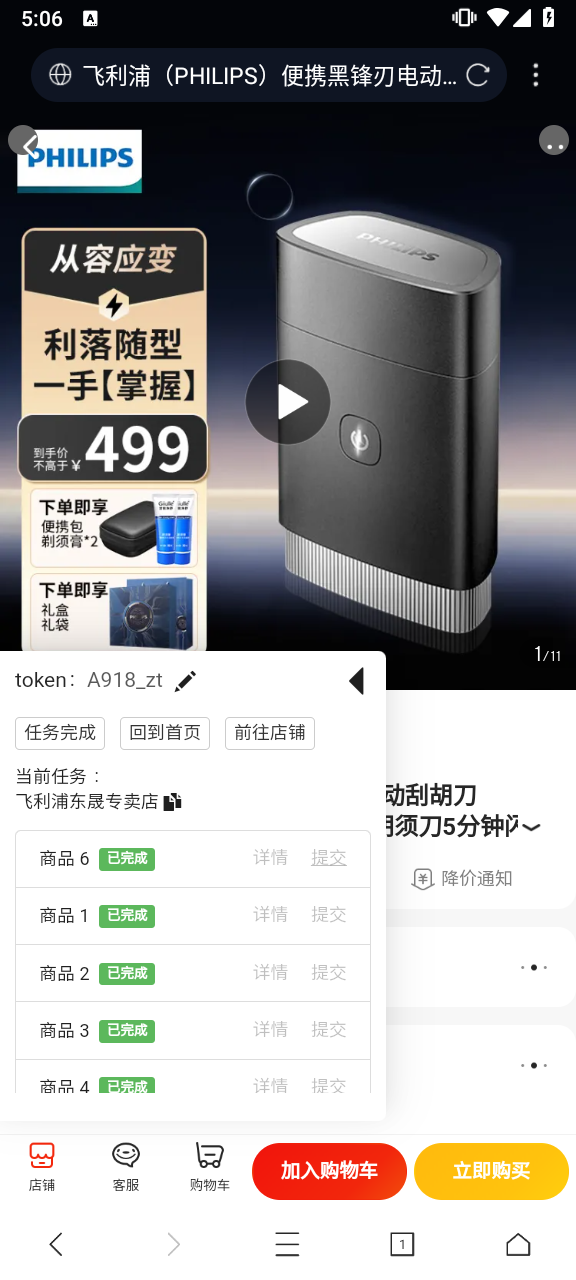 5:06
A
飞利浦（PHILIPS）便携黑锋刃电动...
PHILIPS
PHILIPS
从容应变
利落随型
一手【掌握】
到手价
不高于¥499
下单即享
便携包
剃须膏*2
下单即享
礼盒
礼袋
1/11
token：A918_zt
任务完成 回到首页 前往店铺
当前任务：
飞利浦东晟专卖店
动刮胡刀
胡须刀5分钟闪
降价通知
商品 6 已完成 详情 提交
商品 1 已完成 详情 提交
商品 2 已完成 详情 提交
商品 3 已完成 详情 提交
商品 4 已完成 详情 提交
店铺 客服 购物车 加入购物车 立即购买
1